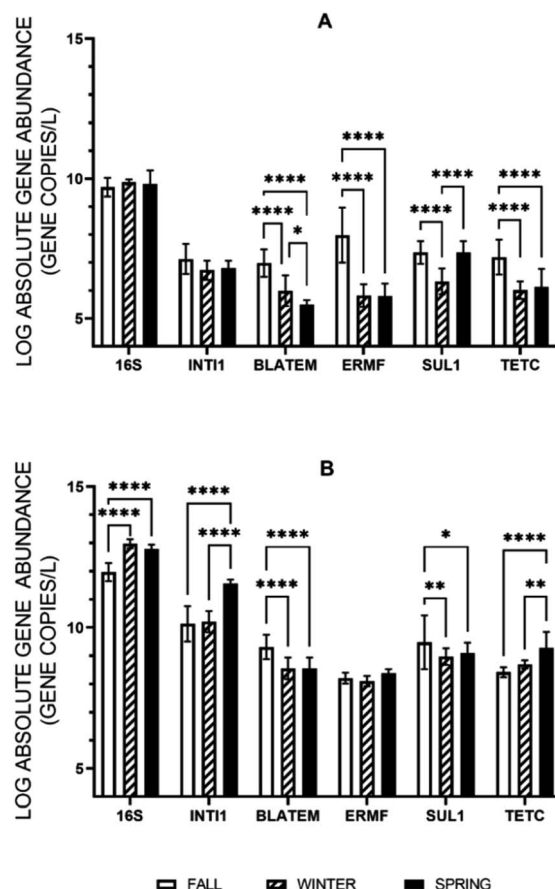 A
LOG ABSOLUTE GENE ABUNDANCE
(GENE COPIES/L)
15
10
5
**** **** * **** **** **** **** **** ****
16S INTI1 BLATEM ERMF SUL1 TETC
B
LOG ABSOLUTE GENE ABUNDANCE
(GENE COPIES/L)
15
10
5
**** **** **** **** **** **** * ** **** **
16S INTI1 BLATEM ERMF SUL1 TETC
FALL WINTER SPRING